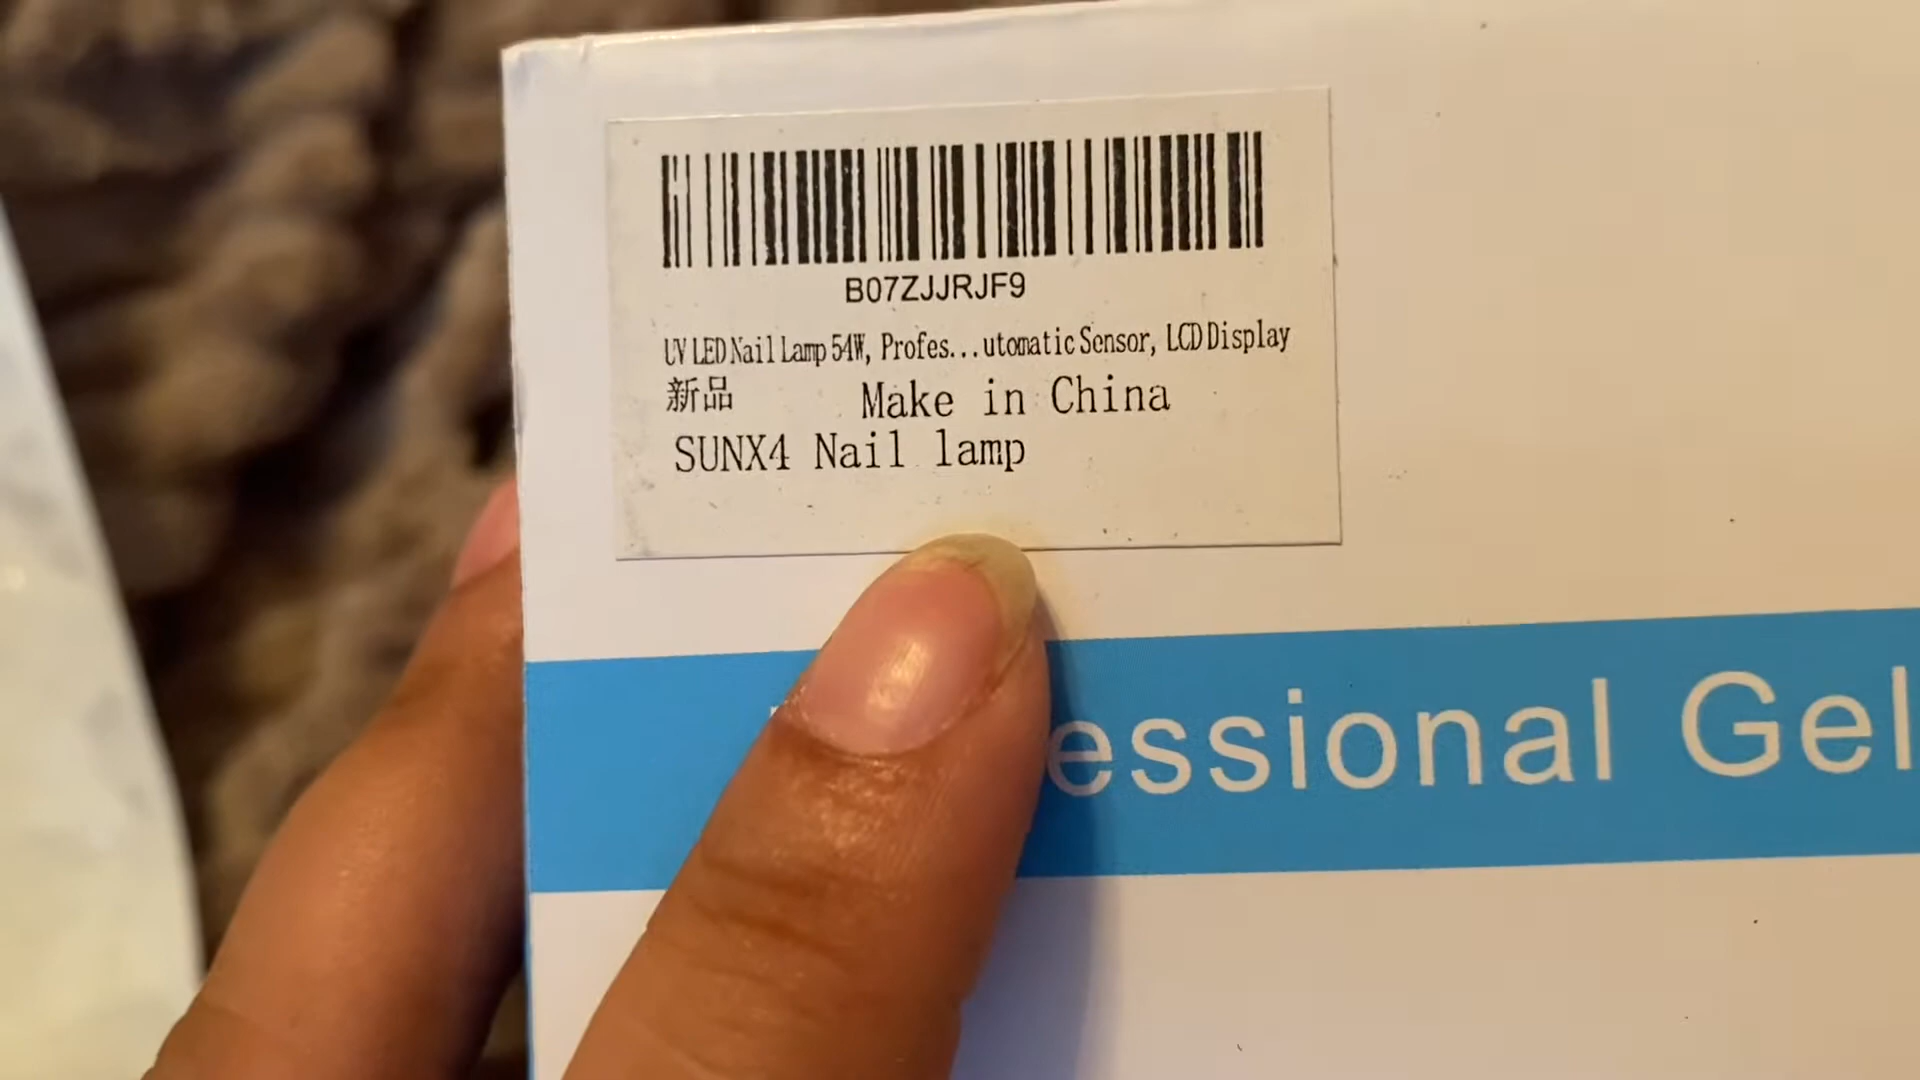 B07ZJJRJF9
UV LED Nail Lamp 54W, Profes...utomatic Sensor, LCD Display
新品 Make in China
SUNX4 Nail lamp
essional Gel